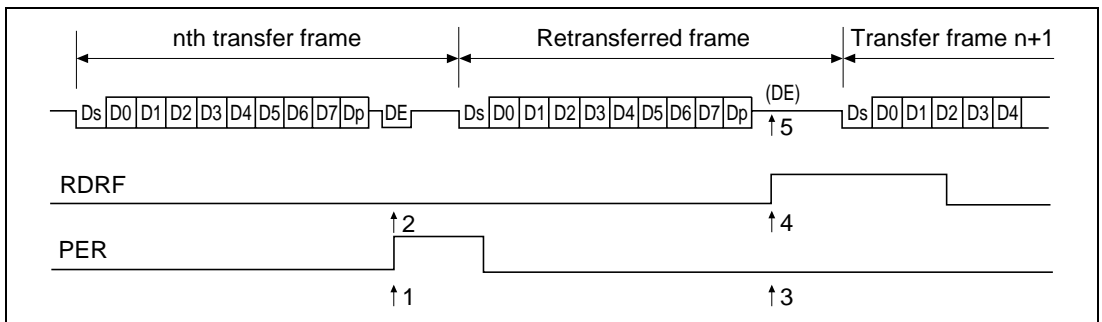 nth transfer frame Retransferred frame Transfer frame n+1
(DE)
Ds D0 D1 D2 D3 D4 D5 D6 D7 Dp DE Ds D0 D1 D2 D3 D4 D5 D6 D7 Dp Ds D0 D1 D2 D3 D4
↑5
RDRF
↑2 ↑4
PER
↑1 ↑3